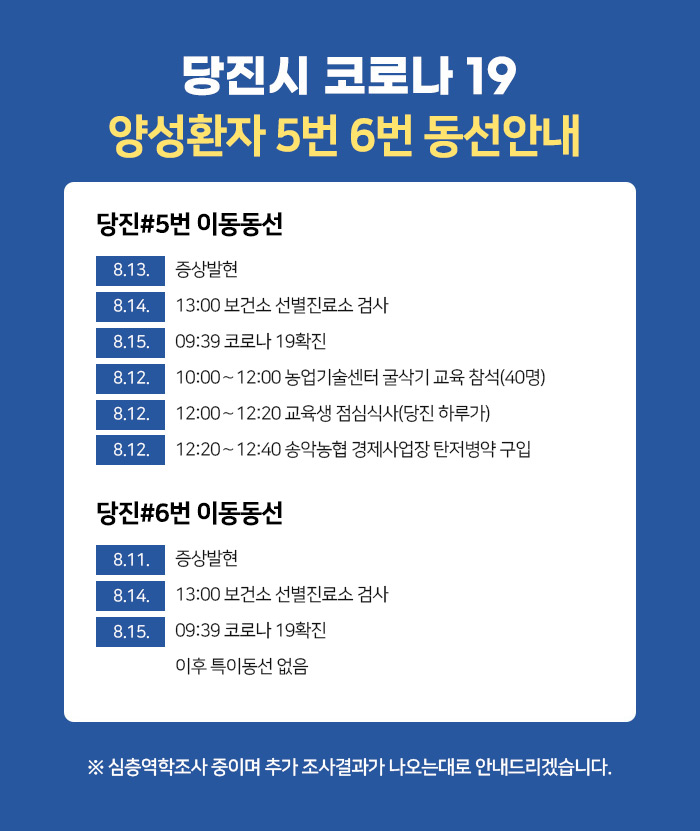 당진시 코로나 19
양성환자 5번 6번 동선안내
당진#5번 이동동선
8.13. 증상발현
8.14. 13:00 보건소 선별진료소 검사
8.15. 09:39 코로나 19확진
8.12. 10:00~12:00 농업기술센터 굴삭기 교육 참석(40명)
8.12. 12:00~12:20 교육생 점심식사(당진 하루가)
8.12. 12:20~12:40 송악농협 경제사업장 탄저병약 구입
당진#6번 이동동선
8.11. 증상발현
8.14. 13:00 보건소 선별진료소 검사
8.15. 09:39 코로나 19확진
이후 특이동선 없음
※ 심층역학조사 중이며 추가 조사결과가 나오는대로 안내드리겠습니다.